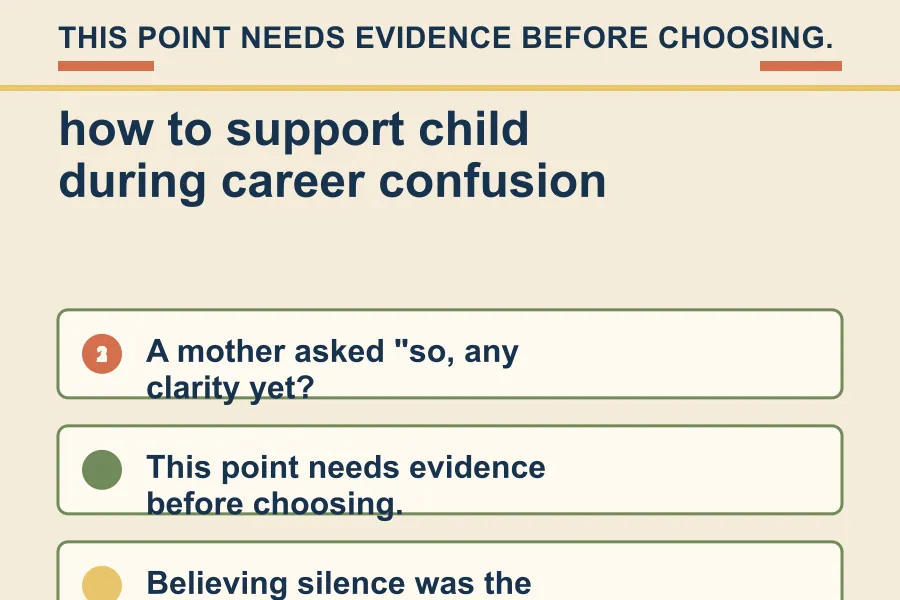 THIS POINT NEEDS EVIDENCE BEFORE CHOOSING.
how to support child
during career confusion
A mother asked "so, any
clarity yet?
This point needs evidence
before choosing.
Believing silence was the